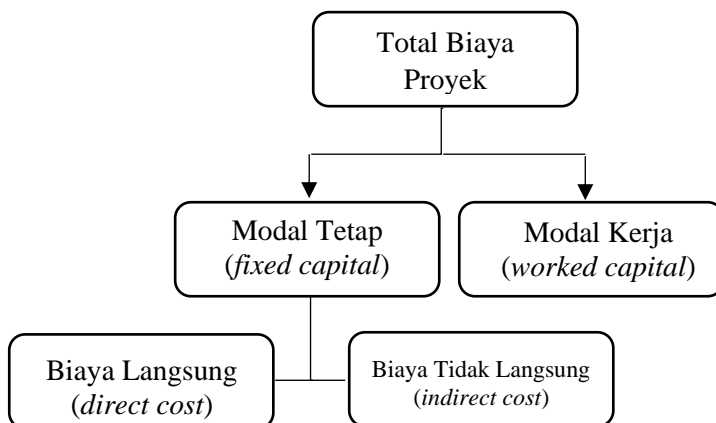 Total Biaya
Proyek
Modal Tetap
(fixed capital)
Modal Kerja
(worked capital)
Biaya Langsung
(direct cost)
Biaya Tidak Langsung
(indirect cost)